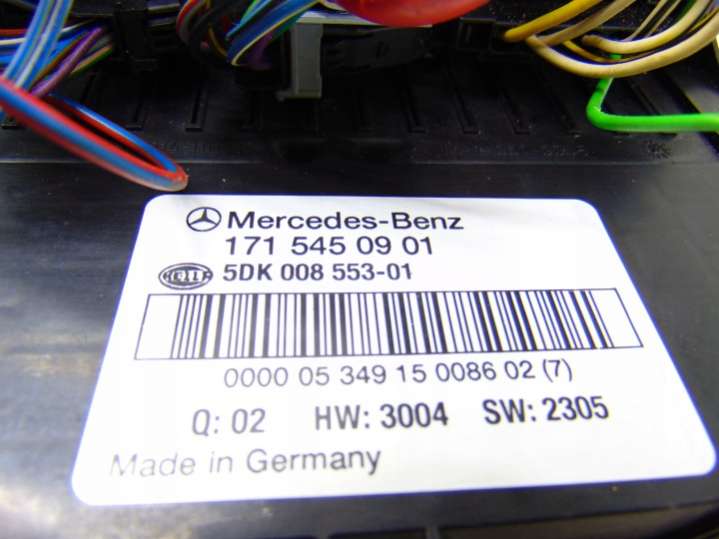 Mercedes-Benz
171 545 09 01
HELLA 5DK 008 553-01
0000 05 349 15 0086 02 (7)
Q: 02 HW: 3004 SW: 2305
Made in Germany